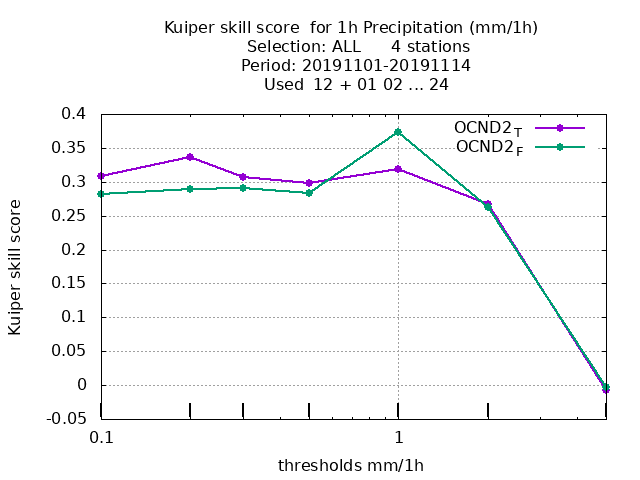 Kuiper skill score  for 1h Precipitation (mm/1h)
Selection: ALL      4 stations
Period: 20191101-20191114
Used  12 + 01 02 ... 24
0.4
0.35
0.3
0.25
0.2
0.15
0.1
0.05
0
-0.05
Kuiper skill score
OCND2T
OCND2F
0.1
1
thresholds mm/1h